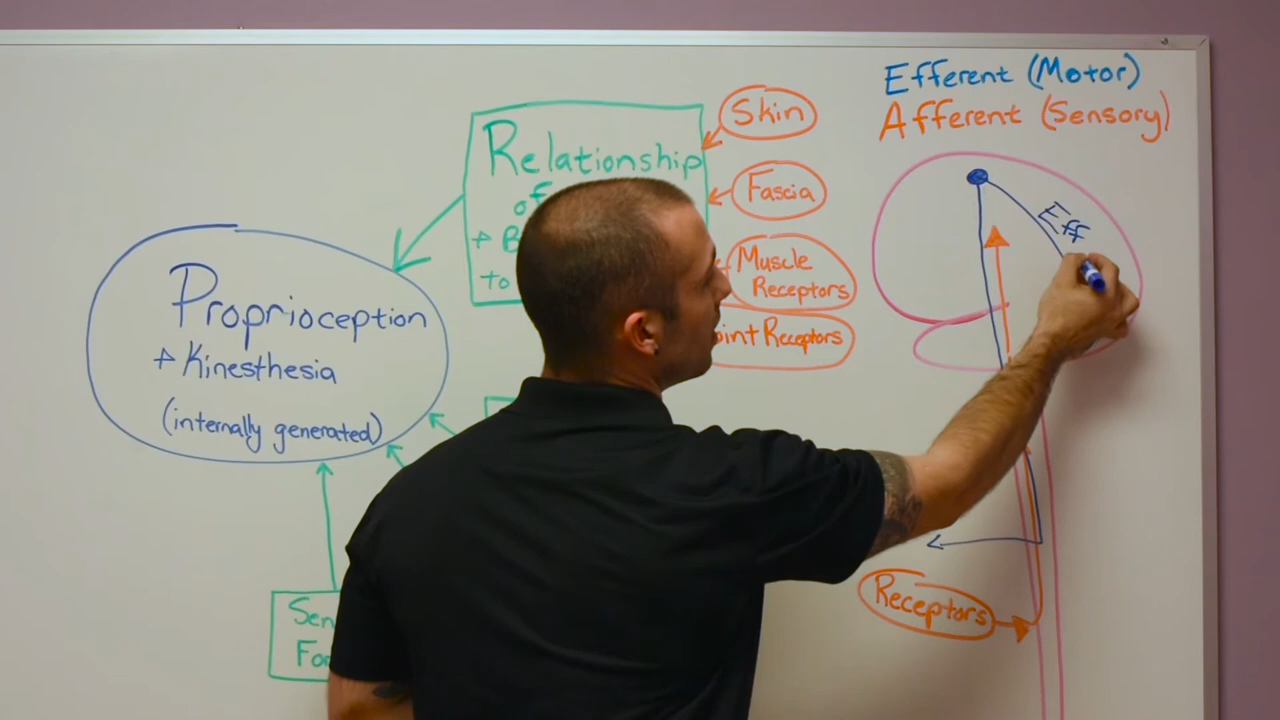 Efferent (Motor)
Afferent (Sensory)
Skin
Relationship
of
Fascia
+ B
to
Muscle
Receptors
Joint Receptors
Eff
Proprioception
+ Kinesthesia
(internally generated)
Receptors
Sen
Fo